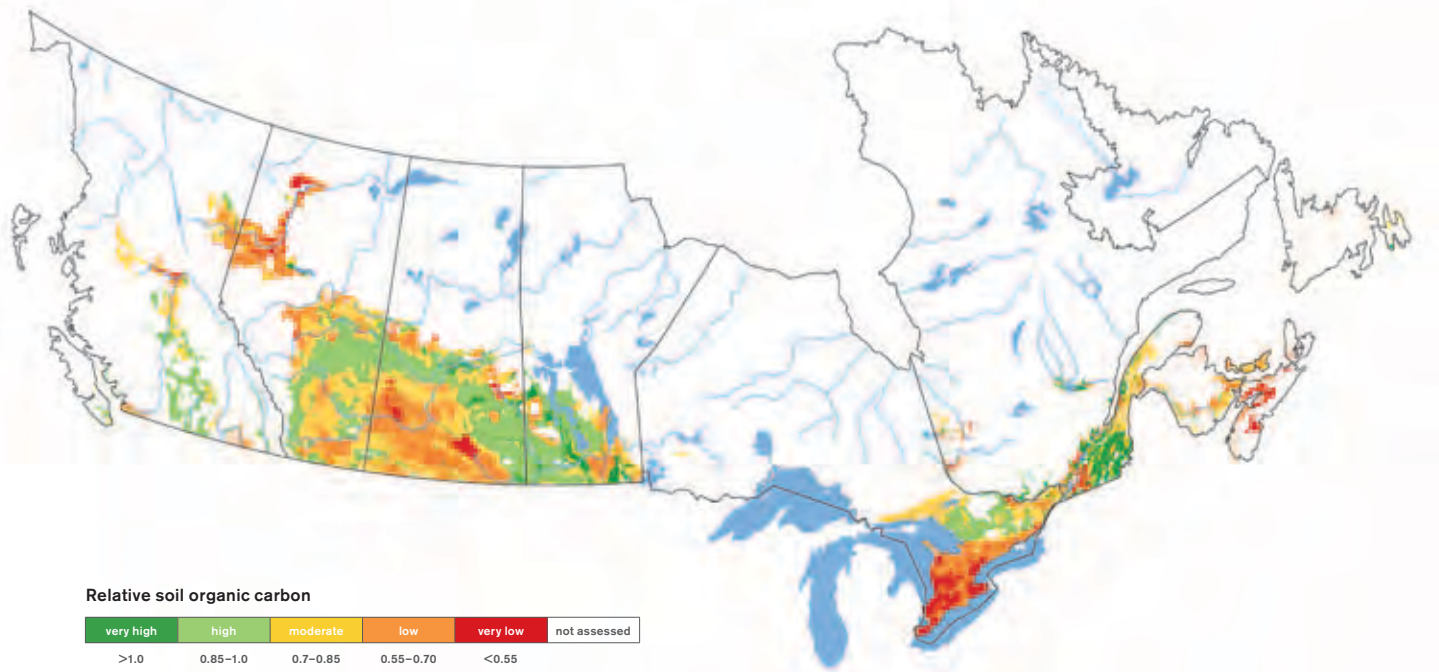 Relative soil organic carbon
very high high moderate low very low not assessed
>1.0 0.85–1.0 0.7–0.85 0.55–0.70 <0.55